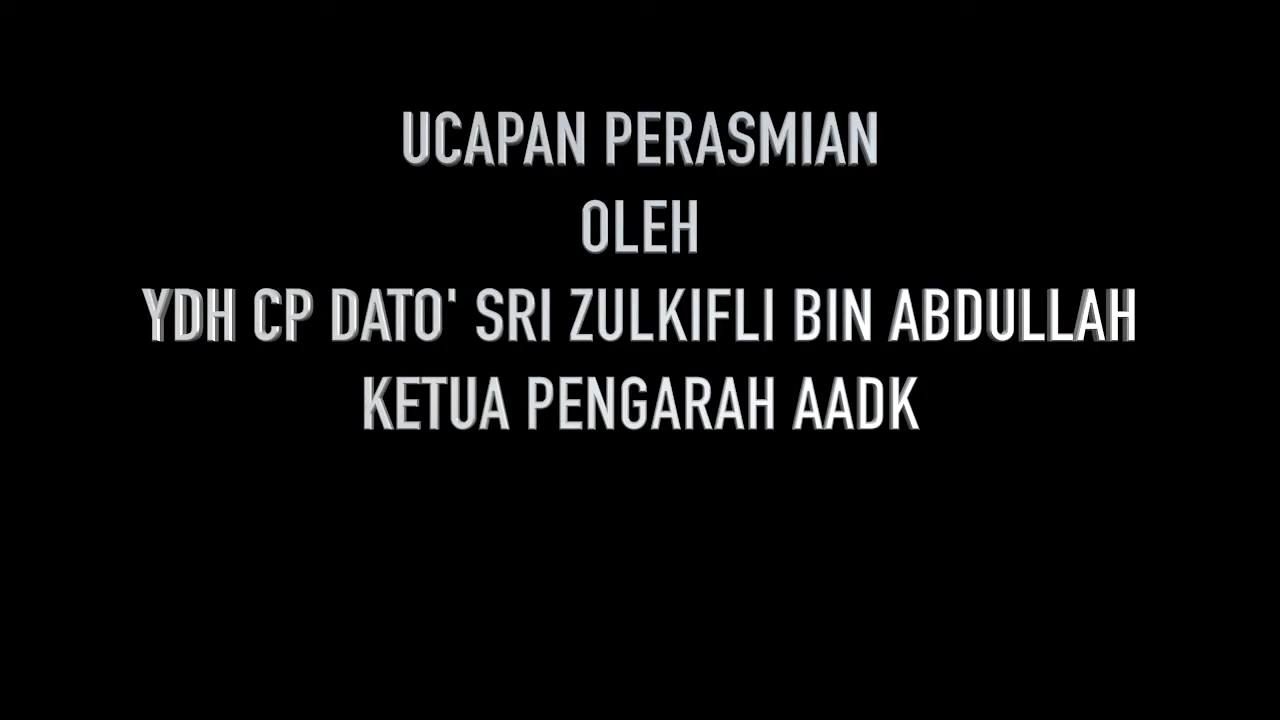 UCAPAN PERASMIAN
OLEH
YDH CP DATO' SRI ZULKIFLI BIN ABDULLAH
KETUA PENGARAH AADK